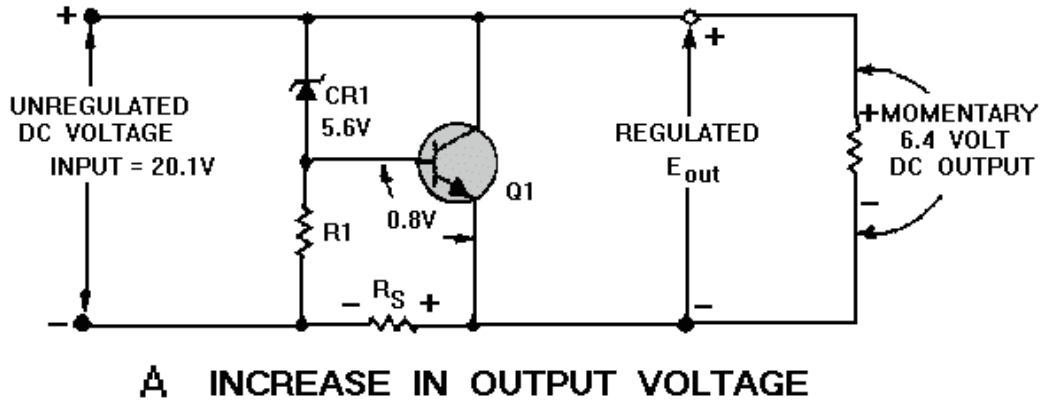 +
UNREGULATED
DC VOLTAGE
INPUT = 20.1V
-
CR1
5.6V
R1
0.8V
Q1
- RS +
+
REGULATED
Eout
-
+MOMENTARY
6.4 VOLT
DC OUTPUT
-
A INCREASE IN OUTPUT VOLTAGE